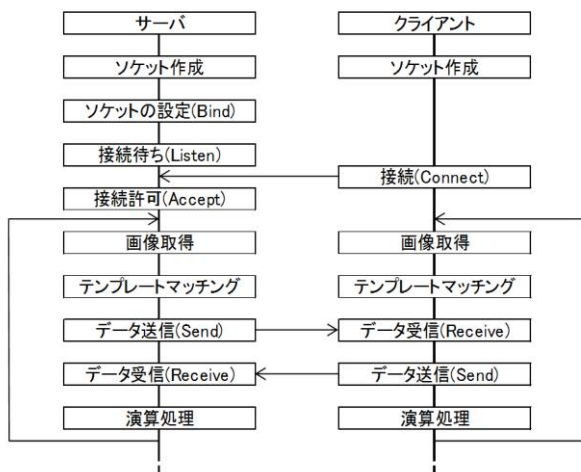 サーバ
クライアント
ソケット作成
ソケット作成
ソケットの設定(Bind)
接続待ち(Listen)
接続(Connect)
接続許可(Accept)
画像取得
画像取得
テンプレートマッチング
テンプレートマッチング
データ送信(Send)
データ受信(Receive)
データ受信(Receive)
データ送信(Send)
演算処理
演算処理